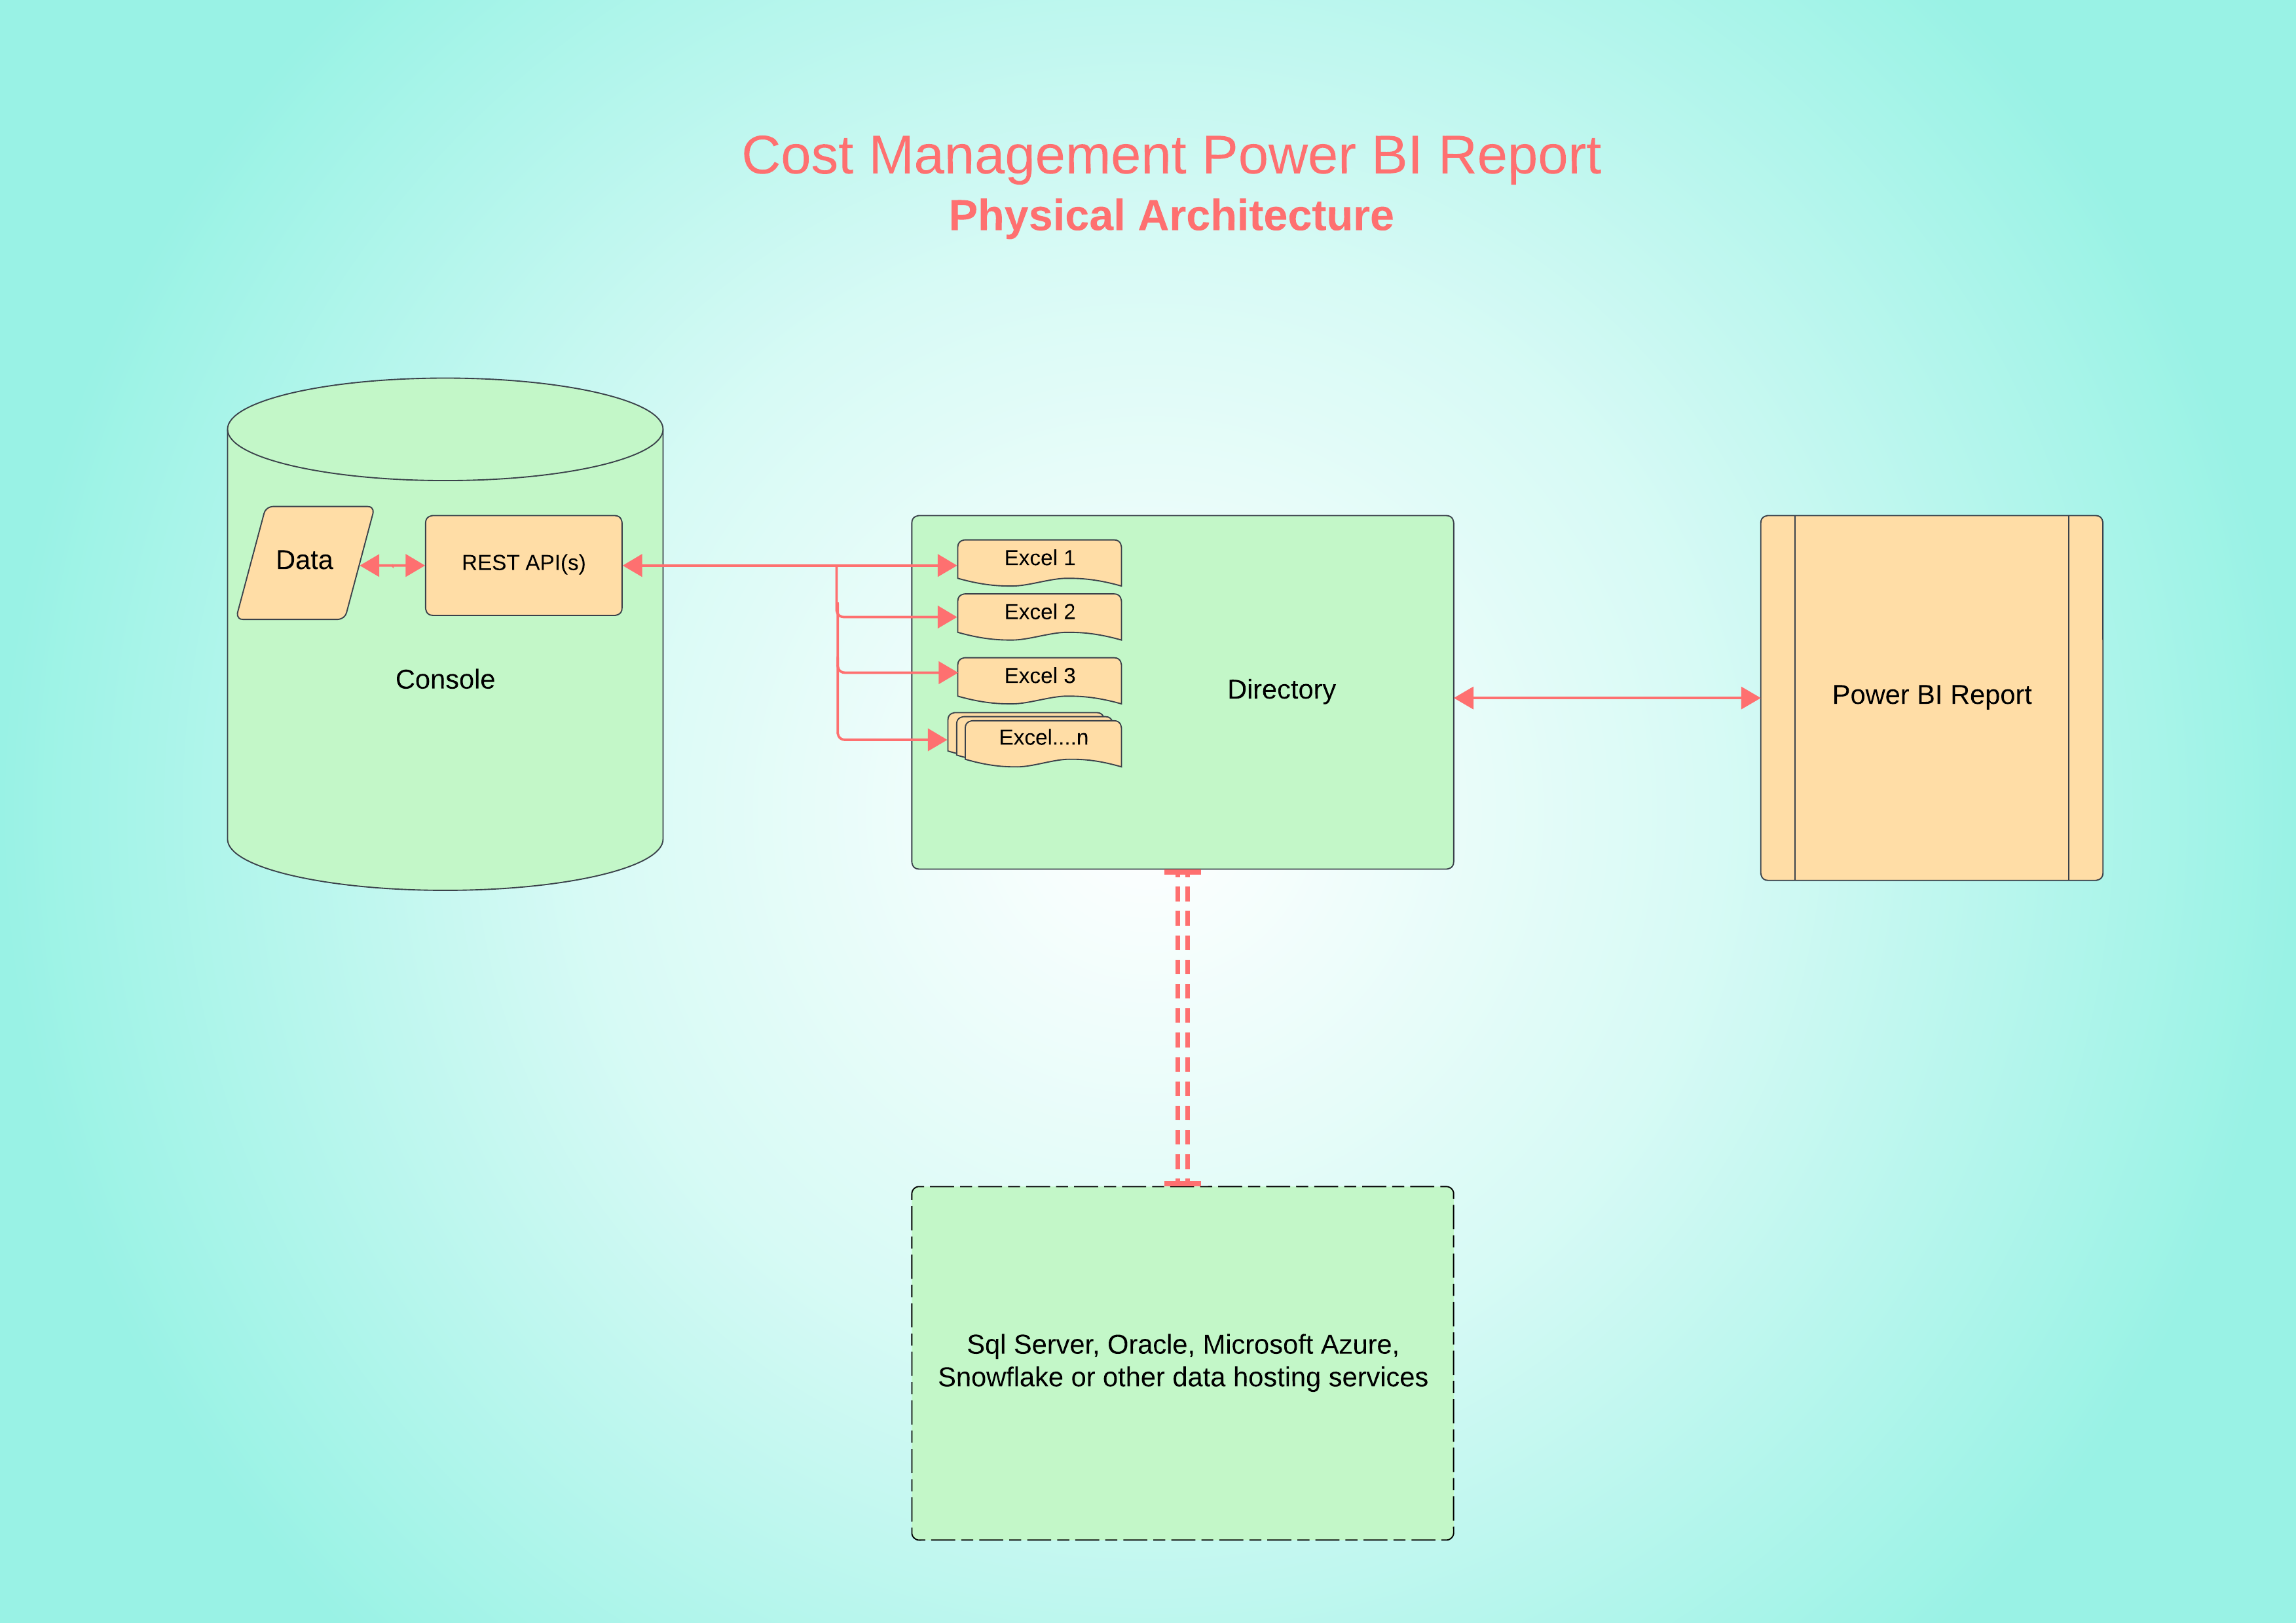 Cost Management Power BI Report
Physical Architecture
Data
REST API(s)
Console
Excel 1
Excel 2
Excel 3
Excel....n
Directory
Power BI Report
Sql Server, Oracle, Microsoft Azure,
Snowflake or other data hosting services